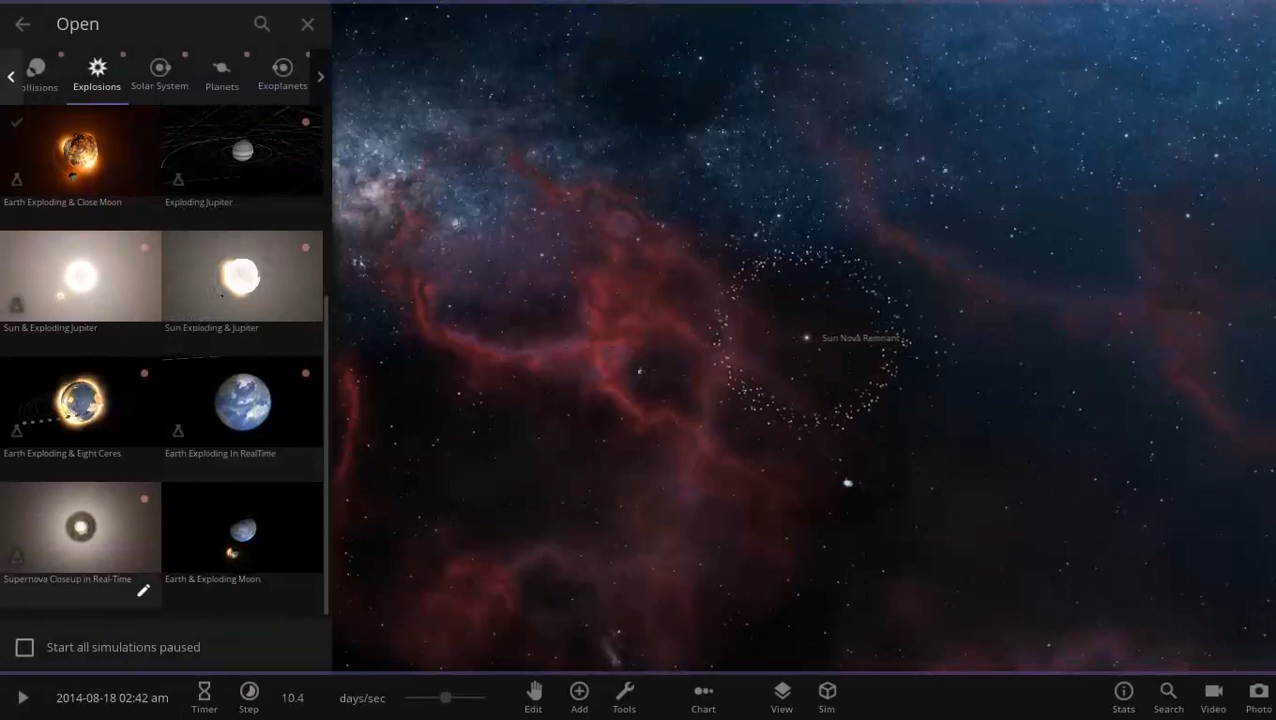 Open
ollisions
Explosions
Solar System
Planets
Exoplanets
Earth Exploding & Close Moon
Exploding Jupiter
Sun & Exploding Jupiter
Sun Exploding & Jupiter
Earth Exploding & Eight Ceres
Earth Exploding In RealTime
Supernova Closeup in Real-Time
Earth & Exploding Moon
Start all simulations paused
Sun Nova Remnant
2014-08-18 02:42 am
Timer
Step
10.4 days/sec
Edit
Add
Tools
Chart
View
Sim
Stats
Search
Video
Photo